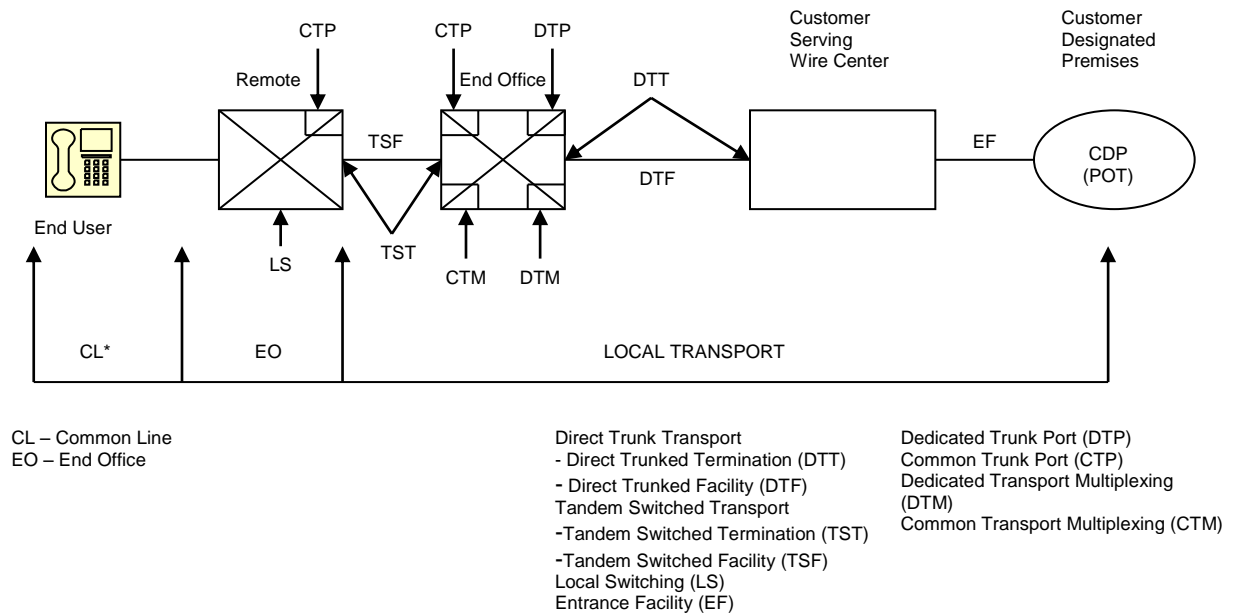 Customer
Serving
Wire Center
Customer
Designated
Premises
CTP
CTP
DTP
Remote
End Office
DTT
TSF
EF
CDP
(POT)
DTF
End User
LS
TST
CTM
DTM
CL*
EO
LOCAL TRANSPORT
CL – Common Line
EO – End Office
Direct Trunk Transport
- Direct Trunked Termination (DTT)
- Direct Trunked Facility (DTF)
Tandem Switched Transport
-Tandem Switched Termination (TST)
-Tandem Switched Facility (TSF)
Local Switching (LS)
Entrance Facility (EF)
Dedicated Trunk Port (DTP)
Common Trunk Port (CTP)
Dedicated Transport Multiplexing
(DTM)
Common Transport Multiplexing (CTM)